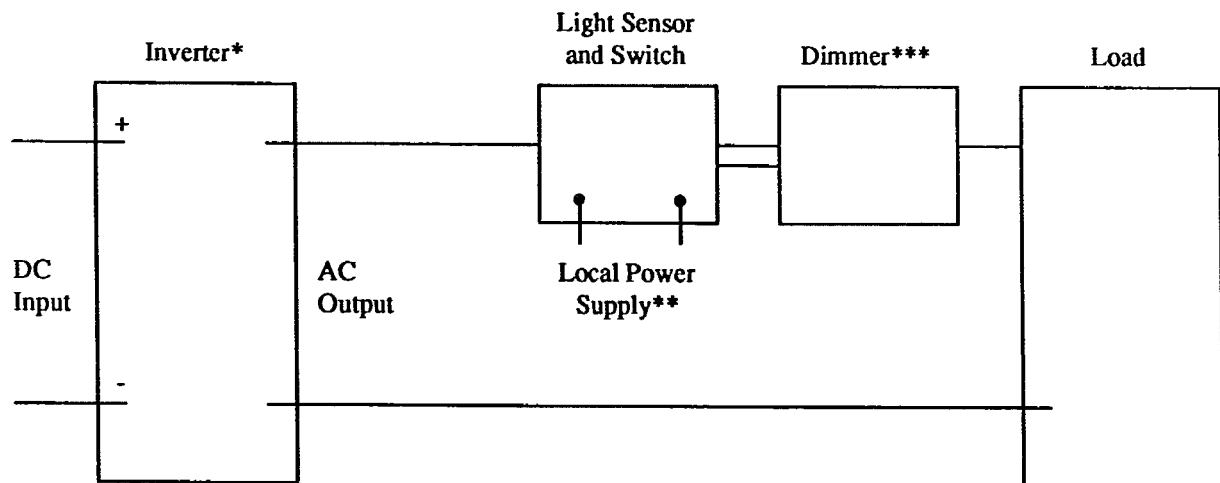 Inverter*
Light Sensor
and Switch
Dimmer***
Load
+
-
DC
Input
AC
Output
Local Power
Supply**